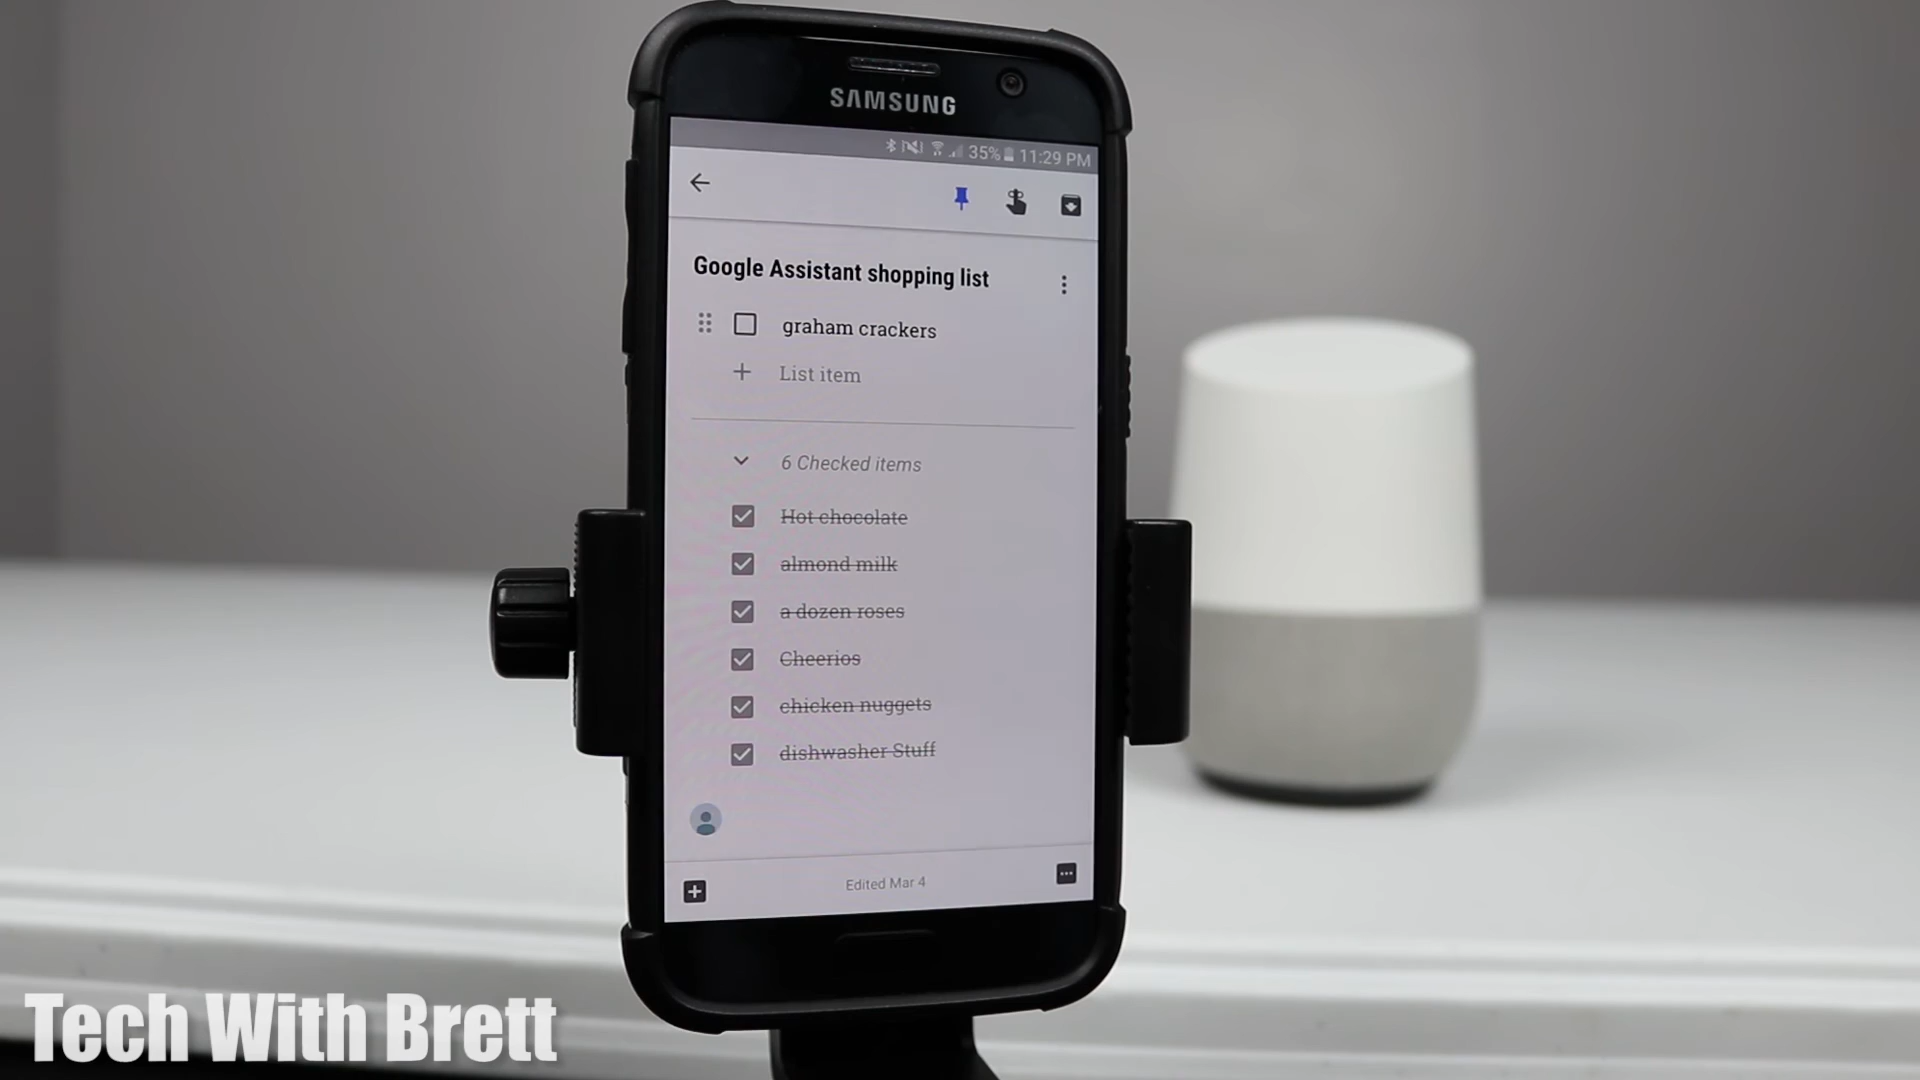 SAMSUNG
35% 11:29 PM
Google Assistant shopping list
graham crackers
List item
6 Checked items
Hot chocolate
almond milk
a dozen roses
Cheerios
chicken nuggets
dishwasher Stuff
Edited Mar 4
Tech With Brett